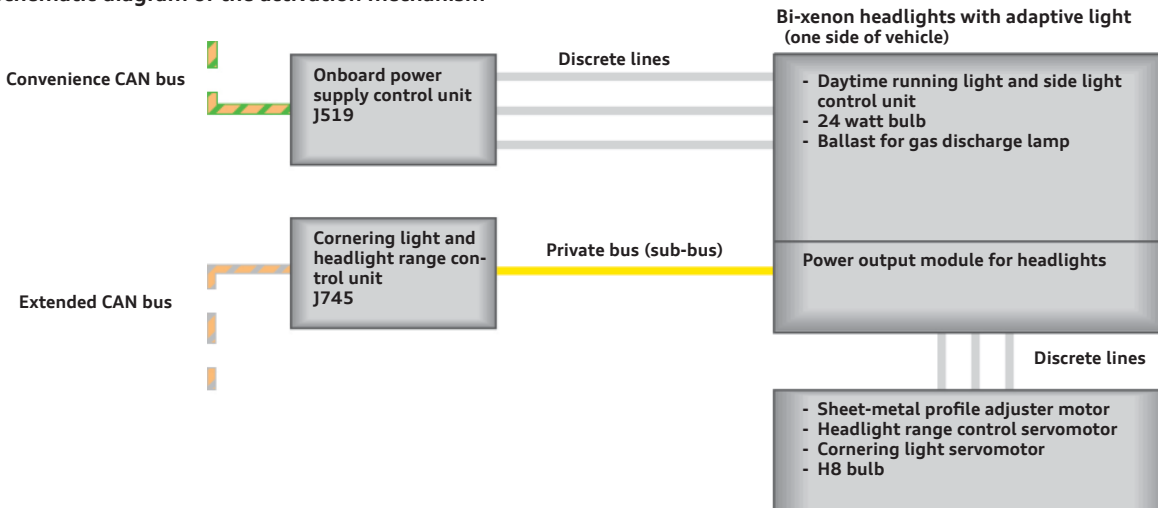 Bi-xenon headlights with adaptive light
(one side of vehicle)
Convenience CAN bus
Onboard power
supply control unit
J519
Discrete lines
- Daytime running light and side light
control unit
- 24 watt bulb
- Ballast for gas discharge lamp
Extended CAN bus
Cornering light and
headlight range con-
trol unit
J745
Private bus (sub-bus)
Power output module for headlights
Discrete lines
- Sheet-metal profile adjuster motor
- Headlight range control servomotor
- Cornering light servomotor
- H8 bulb